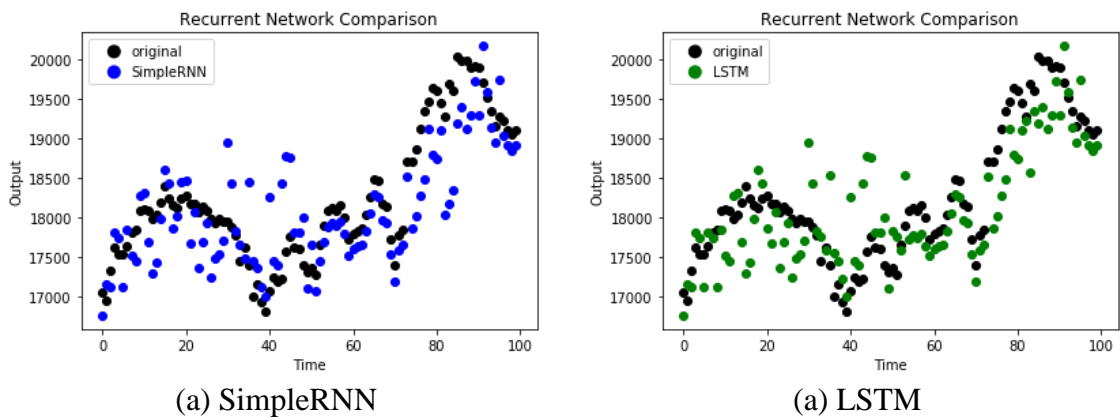 Recurrent Network Comparison
original
SimpleRNN
20000
19500
19000
18500
18000
17500
17000
Output
0
20
40
60
80
100
Time
(a) SimpleRNN
Recurrent Network Comparison
original
LSTM
20000
19500
19000
18500
18000
17500
17000
Output
0
20
40
60
80
100
Time
(a) LSTM